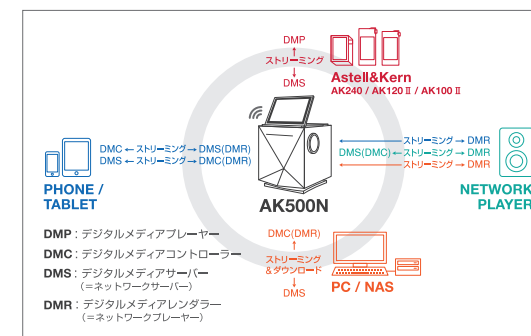 DMP
↑
ストリーミング
↓
DMS
Astell&Kern
AK240 / AK120 II / AK100 II
DMC ← ストリーミング → DMS(DMR)
DMS ← ストリーミング → DMC(DMR)
PHONE /
TABLET
AK500N
ストリーミング → DMR
DMS(DMC) ← ストリーミング → DMR
ストリーミング → DMR
NETWORK
PLAYER
DMC(DMR)
↑
ストリーミング
&ダウンロード
↓
DMS
PC / NAS
DMP : デジタルメディアプレーヤー
DMC : デジタルメディアコントローラー
DMS : デジタルメディアサーバー
(=ネットワークサーバー)
DMR : デジタルメディアレンダラー
(=ネットワークプレーヤー)